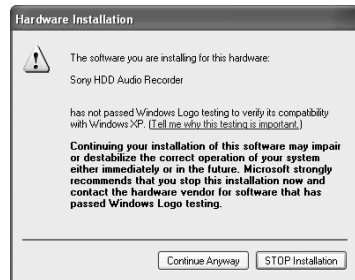 Hardware Installation
The software you are installing for this hardware:
Sony HDD Audio Recorder
has not passed Windows Logo testing to verify its compatibility
with Windows XP. (Tell me why this testing is important.)
Continuing your installation of this software may impair
or destabilize the correct operation of your system
either immediately or in the future. Microsoft strongly
recommends that you stop this installation now and
contact the hardware vendor for software that has
passed Windows Logo testing.
Continue Anyway
STOP Installation